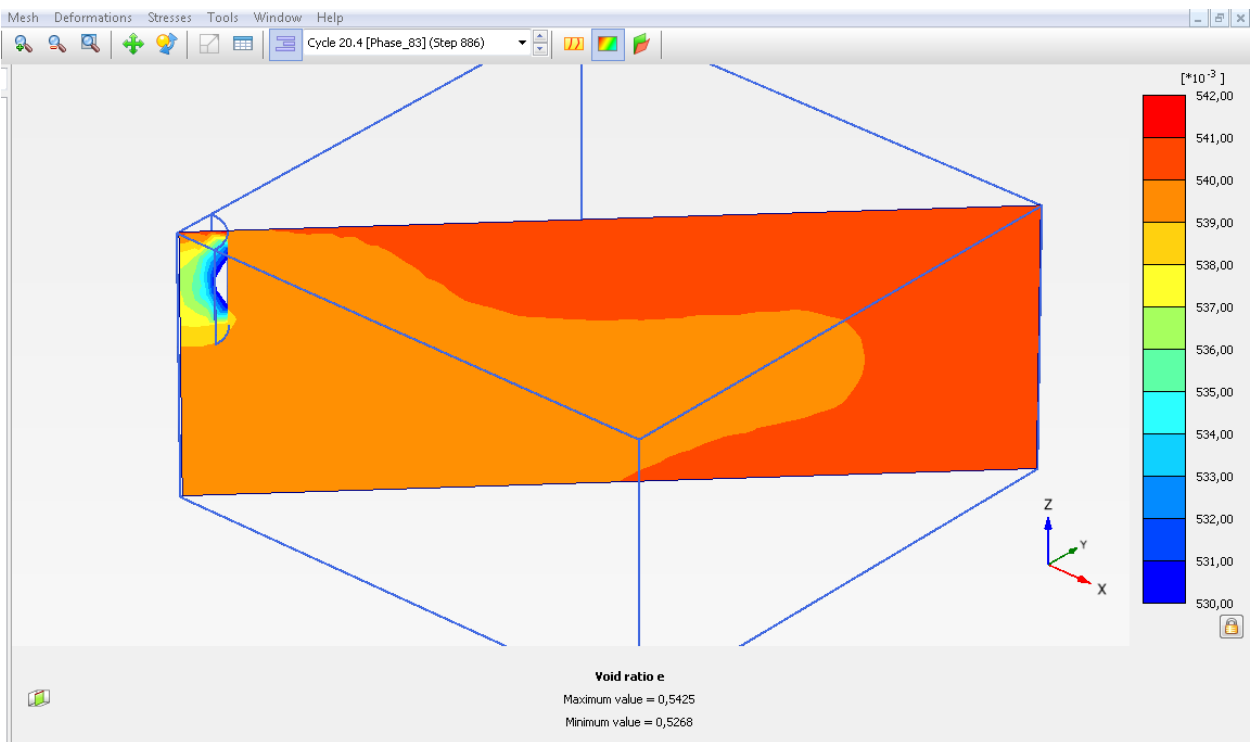 Mesh Deformations Stresses Tools Window Help
Cycle 20.4 [Phase_83] (Step 886)
[*10-3 ]
542,00
541,00
540,00
539,00
538,00
537,00
536,00
535,00
534,00
533,00
532,00
531,00
530,00
Z
Y
X
Void ratio e
Maximum value = 0,5425
Minimum value = 0,5268